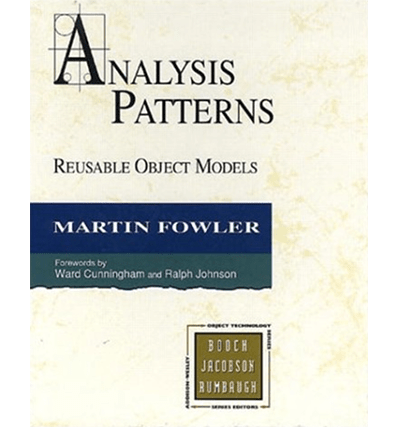 ANALYSIS
PATTERNS
REUSABLE OBJECT MODELS
MARTIN FOWLER
Forewords by
Ward Cunningham and Ralph Johnson
OBJECT TECHNOLOGY SERIES
ADDISON-WESLEY
BOOCH
JACOBSON
RUMBAUGH
SERIES EDITORS